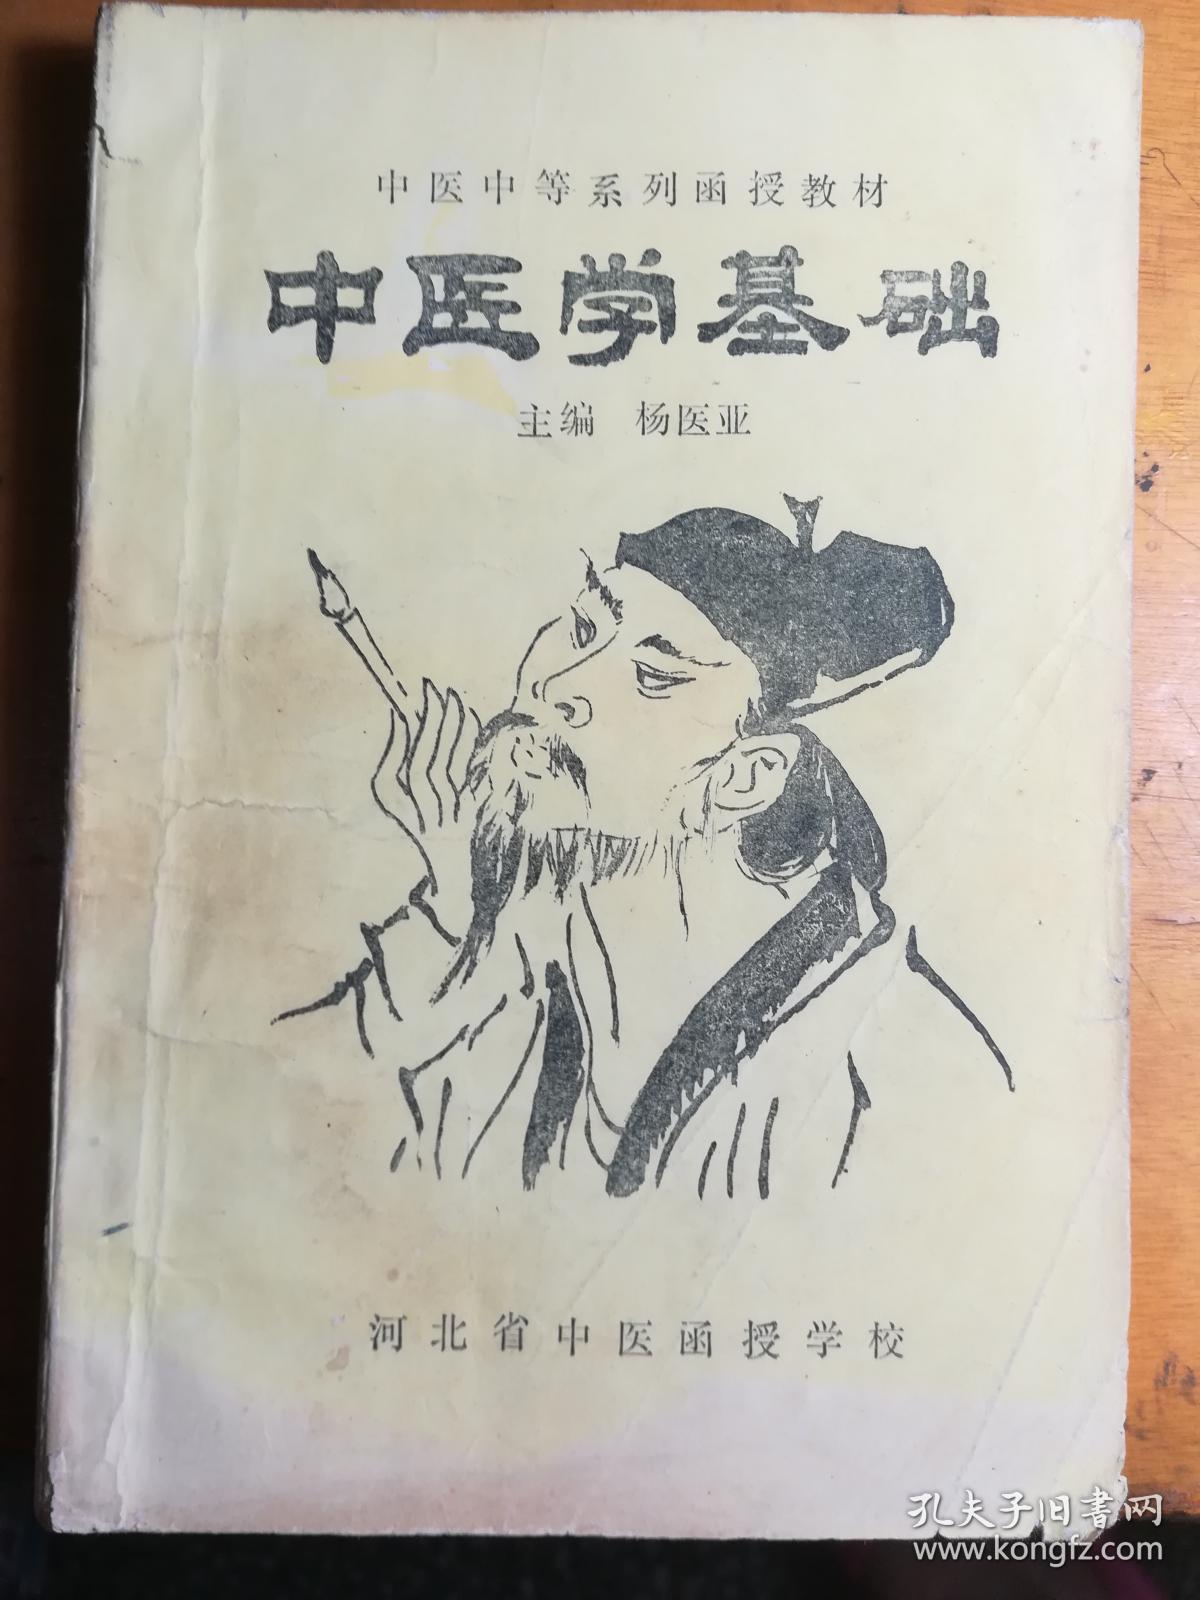 中医中等系列函授教材
中医学基础
主编 杨医亚
河北省中医函授学校
孔夫子旧書网
www.kongfz.com